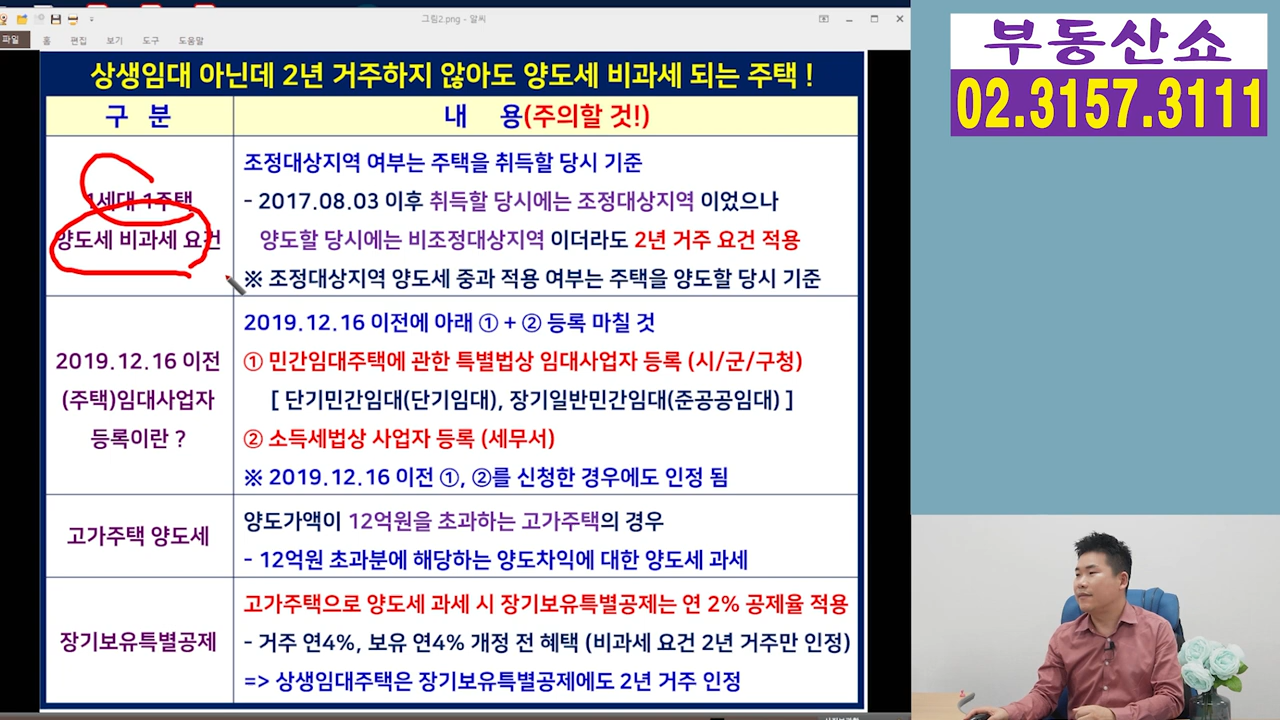 그림2.png - 알씨
파일 홈 편집 보기 도구 도움말
부동산쇼
02.3157.3111
상생임대 아닌데 2년 거주하지 않아도 양도세 비과세 되는 주택 !
구 분
내 용(주의할 것!)
1세대 1주택
양도세 비과세 요건
조정대상지역 여부는 주택을 취득할 당시 기준
- 2017.08.03 이후 취득할 당시에는 조정대상지역 이었으나
양도할 당시에는 비조정대상지역 이더라도 2년 거주 요건 적용
※ 조정대상지역 양도세 중과 적용 여부는 주택을 양도할 당시 기준
2019.12.16 이전
(주택)임대사업자
등록이란 ?
2019.12.16 이전에 아래 ① + ② 등록 마칠 것
① 민간임대주택에 관한 특별법상 임대사업자 등록 (시/군/구청)
[ 단기민간임대(단기임대), 장기일반민간임대(준공공임대) ]
② 소득세법상 사업자 등록 (세무서)
※ 2019.12.16 이전 ①, ②를 신청한 경우에도 인정 됨
고가주택 양도세
양도가액이 12억원을 초과하는 고가주택의 경우
- 12억원 초과분에 해당하는 양도차익에 대한 양도세 과세
장기보유특별공제
고가주택으로 양도세 과세 시 장기보유특별공제는 연 2% 공제율 적용
- 거주 연4%, 보유 연4% 개정 전 혜택 (비과세 요건 2년 거주만 인정)
=> 상생임대주택은 장기보유특별공제에도 2년 거주 인정